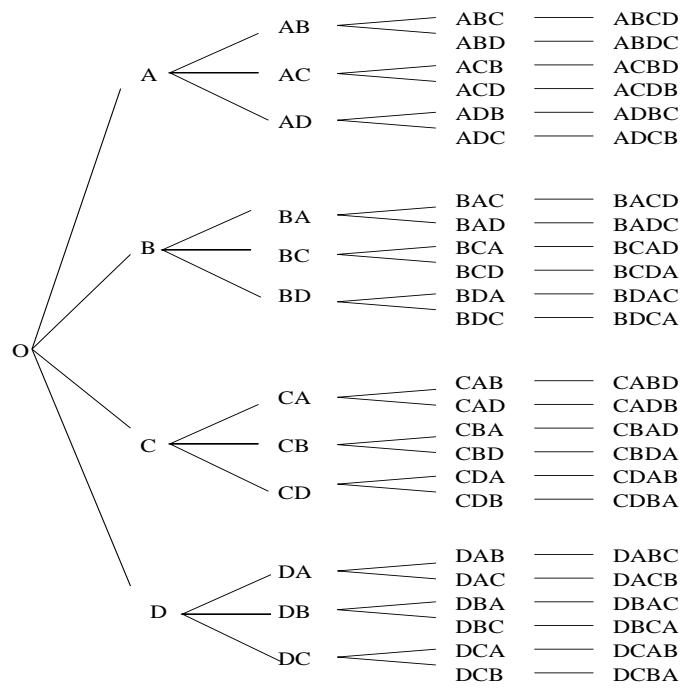 ABC ABCD
AB
ABD ABDC
ACB ACBD
A AC
ACD ACDB
ADB ADBC
AD
ADC ADCB
BAC BACD
BA
BAD BADC
B BC BCA BCAD
BCD BCDA
BD BDA BDAC
BDC BDCA
O
CAB CABD
CA
CAD CADB
CBA CBAD
C CB
CBD CBDA
CDA CDAB
CD
CDB CDBA
DAB DABC
DA
DAC DACB
D DB DBA DBAC
DBC DBCA
DC DCA DCAB
DCB DCBA